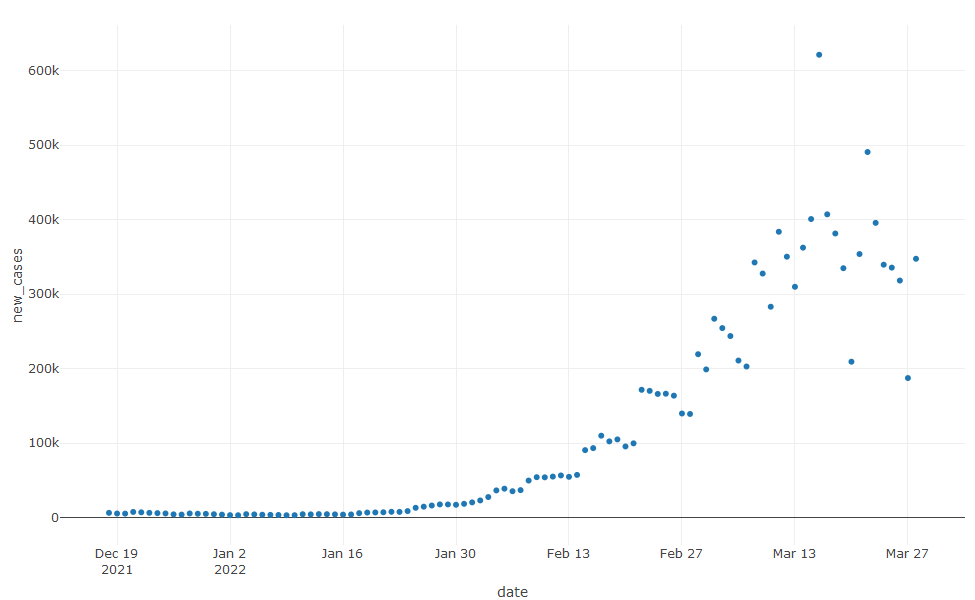 600k
500k
400k
300k
200k
100k
0
new_cases
Dec 19
2021
Jan 2
2022
Jan 16
Jan 30
Feb 13
Feb 27
Mar 13
Mar 27
date